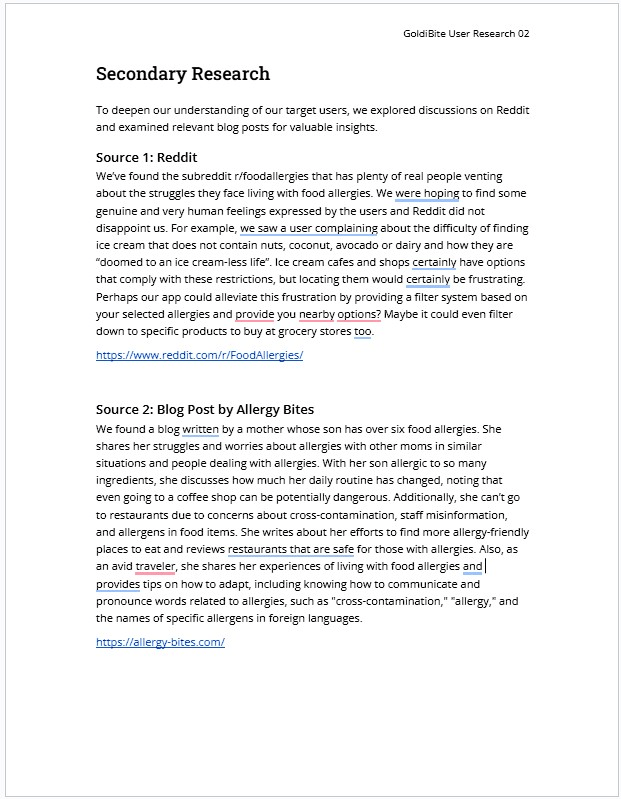 GoldiBite User Research 02
Secondary Research
To deepen our understanding of our target users, we explored discussions on Reddit
and examined relevant blog posts for valuable insights.
Source 1: Reddit
We've found the subreddit r/foodallergies that has plenty of real people venting
about the struggles they face living with food allergies. We were hoping to find some
genuine and very human feelings expressed by the users and Reddit did not
disappoint us. For example, we saw a user complaining about the difficulty of finding
ice cream that does not contain nuts, coconut, avocado or dairy and how they are
“doomed to an ice cream-less life”. Ice cream cafes and shops certainly have options
that comply with these restrictions, but locating them would certainly be frustrating.
Perhaps our app could alleviate this frustration by providing a filter system based on
your selected allergies and provide you nearby options? Maybe it could even filter
down to specific products to buy at grocery stores too.
https://www.reddit.com/r/FoodAllergies/
Source 2: Blog Post by Allergy Bites
We found a blog written by a mother whose son has over six food allergies. She
shares her struggles and worries about allergies with other moms in similar
situations and people dealing with allergies. With her son allergic to so many
ingredients, she discusses how much her daily routine has changed, noting that
even going to a coffee shop can be potentially dangerous. Additionally, she can't go
to restaurants due to concerns about cross-contamination, staff misinformation,
and allergens in food items. She writes about her efforts to find more allergy-friendly
places to eat and reviews restaurants that are safe for those with allergies. Also, as
an avid traveler, she shares her experiences of living with food allergies and
provides tips on how to adapt, including knowing how to communicate and
pronounce words related to allergies, such as "cross-contamination," "allergy," and
the names of specific allergens in foreign languages.
https://allergy-bites.com/